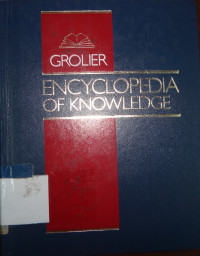 GROLIER
ENCYCLOPEDIA
OF KNOWLEDGE